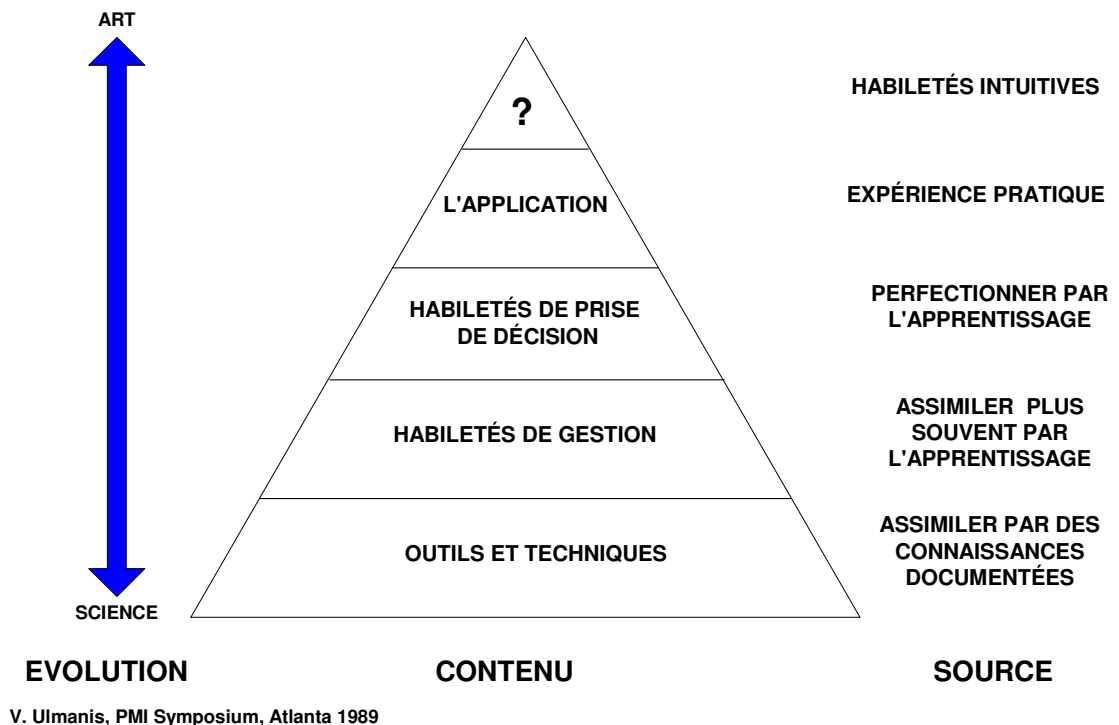 ART
?
HABILETÉS INTUITIVES
L'APPLICATION
EXPÉRIENCE PRATIQUE
HABILETÉS DE PRISE
DE DÉCISION
PERFECTIONNER PAR
L'APPRENTISSAGE
HABILETÉS DE GESTION
ASSIMILER PLUS
SOUVENT PAR
L'APPRENTISSAGE
OUTILS ET TECHNIQUES
ASSIMILER PAR DES
CONNAISSANCES
DOCUMENTÉES
SCIENCE
EVOLUTION
CONTENU
SOURCE
V. Ulmanis, PMI Symposium, Atlanta 1989